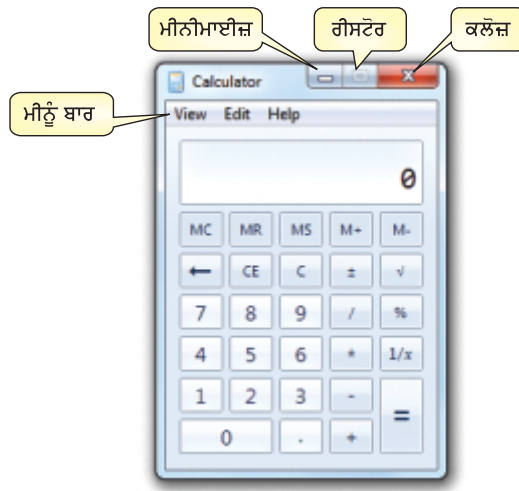 ਮੀਨੀਮਾਈਜ਼ ਰੀਸਟੋਰ ਕਲੋਜ਼
Calculator
ਮੀਨੂੰ ਬਾਰ
View Edit Help
0
MC MR MS M+ M-
← CE C ± √
7 8 9 / %
4 5 6 * 1/x
1 2 3 - =
0 . +